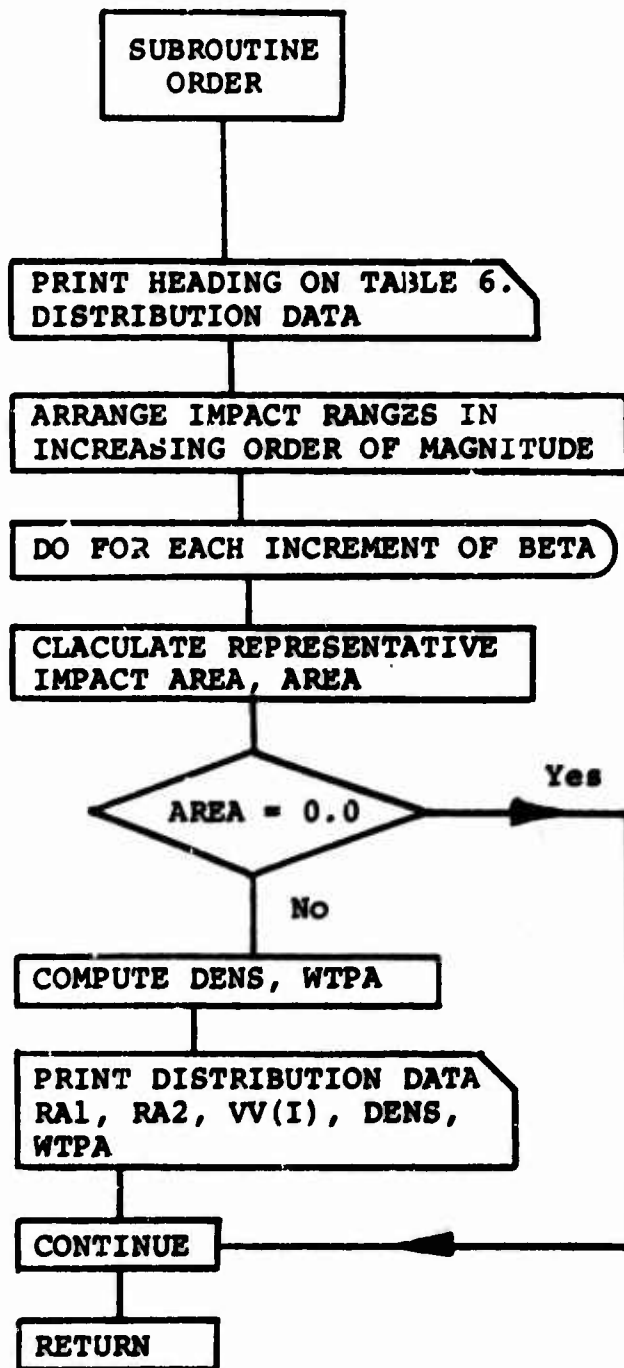 SUBROUTINE
ORDER
PRINT HEADING ON TABLE 6.
DISTRIBUTION DATA
ARRANGE IMPACT RANGES IN
INCREASING ORDER OF MAGNITUDE
DO FOR EACH INCREMENT OF BETA
CLACULATE REPRESENTATIVE
IMPACT AREA, AREA
Yes
AREA = 0.0
No
COMPUTE DENS, WTPA
PRINT DISTRIBUTION DATA
RA1, RA2, VV(I), DENS,
WTPA
CONTINUE
RETURN